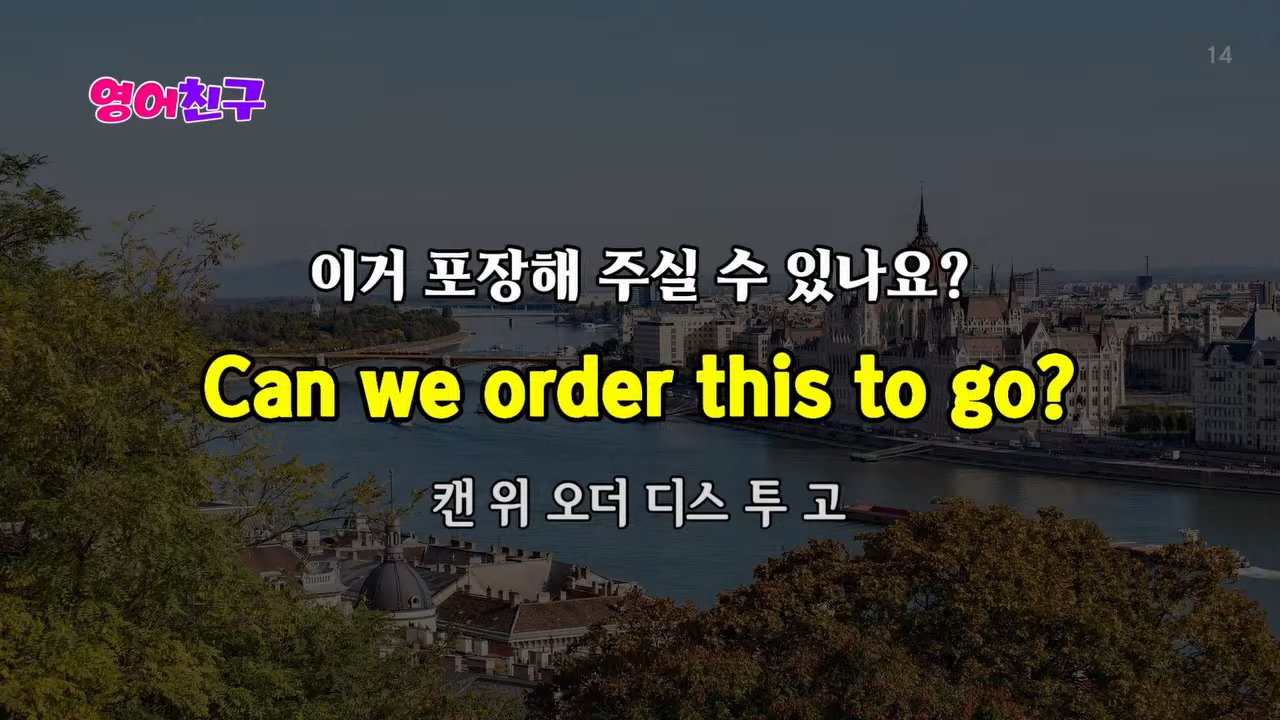 14
영어친구
이거 포장해 주실 수 있나요?
Can we order this to go?
캔 위 오더 디스 투 고